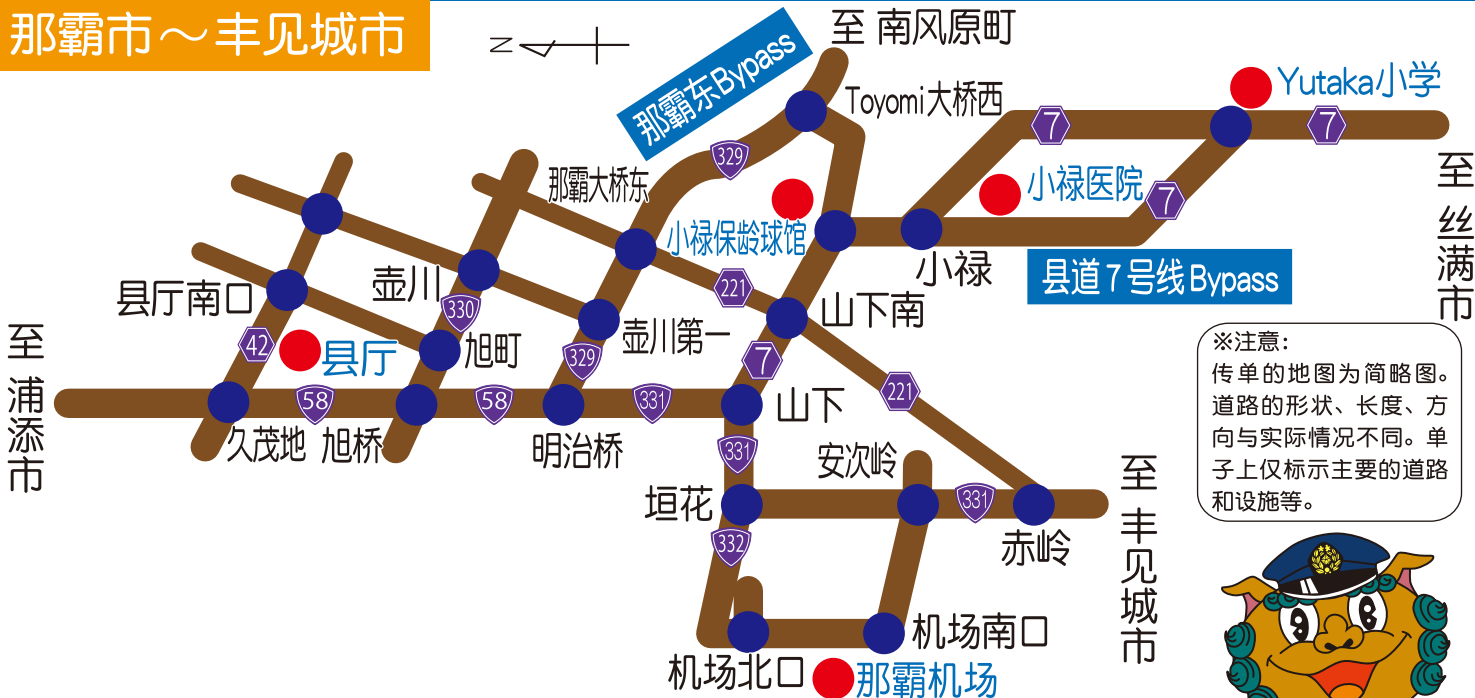 那霸市～丰见城市
N
至 南风原町
那霸东Bypass
Toyomi大桥西
Yutaka小学
7
7
329
那霸大桥东
小禄医院
7
至 丝满市
小禄保龄球馆
小禄
县道7号线Bypass
县厅南口
壶川
330
221
山下南
42
县厅
旭町
329
壶川第一
7
221
至 浦添市
58
58
331
山下
久茂地
旭桥
明治桥
331
安次岭
垣花
331
332
赤岭
至 丰见城市
机场南口
机场北口
那霸机场
※注意：
传单的地图为简略图。
道路的形状、长度、方
向与实际情况不同。单
子上仅标示主要的道路
和设施等。